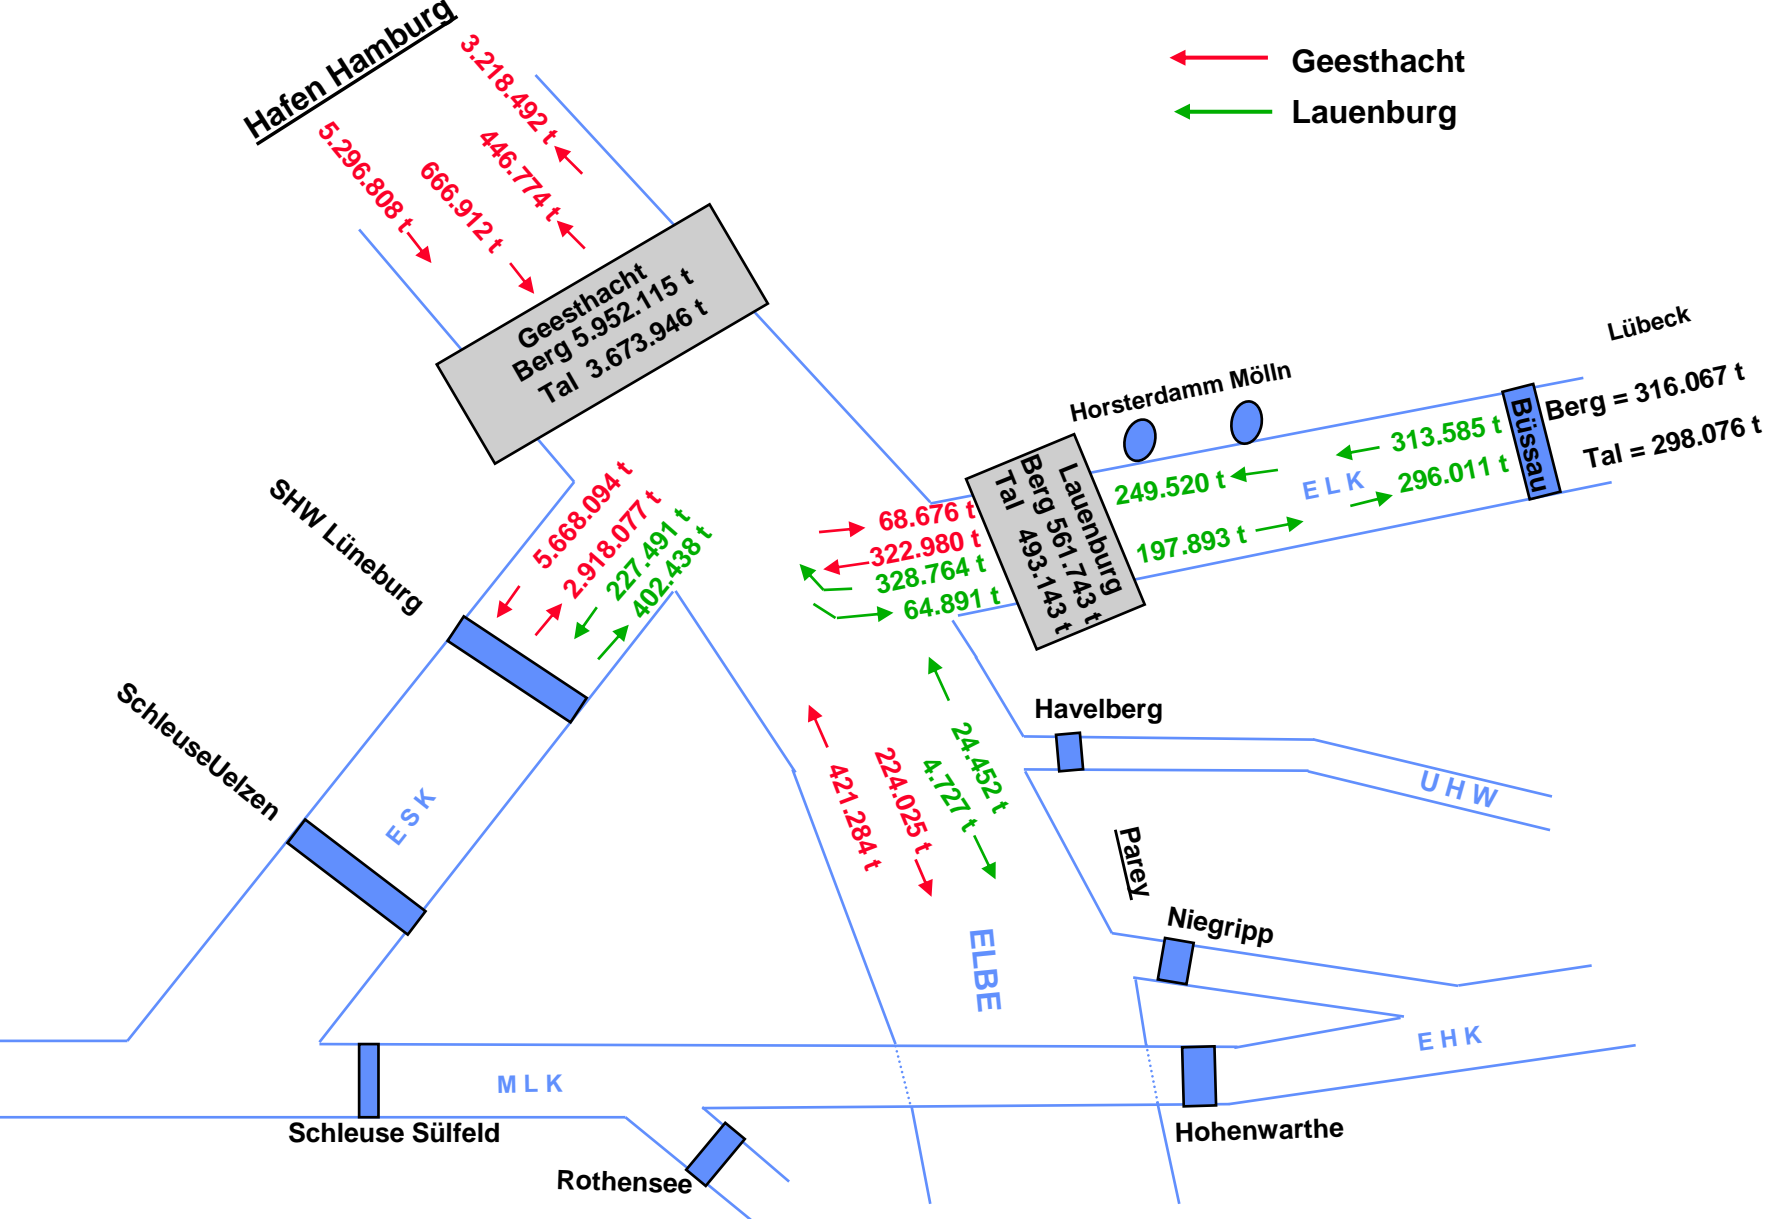 Hafen Hamburg
3.218.492 t
446.774 t
666.912 t
5.296.808 t
Geesthacht
Lauenburg
Geesthacht
Berg 5.952.115 t
Tal 3.673.946 t
Lübeck
Berg = 316.067 t
Tal = 298.076 t
Horsterdamm Mölln
Büssau
313.585 t
296.011 t
249.520 t
197.893 t
E L K
Lauenburg
Berg 561.743 t
Tal 493.143 t
68.676 t
322.980 t
328.764 t
64.891 t
5.668.094 t
2.918.077 t
227.491 t
402.438 t
SHW Lüneburg
SchleuseUelzen
E S K
421.284 t
224.025 t
4.727 t
24.452 t
Havelberg
U H W
Parey
Niegripp
ELBE
E H K
M L K
Schleuse Sülfeld
Hohenwarthe
Rothensee